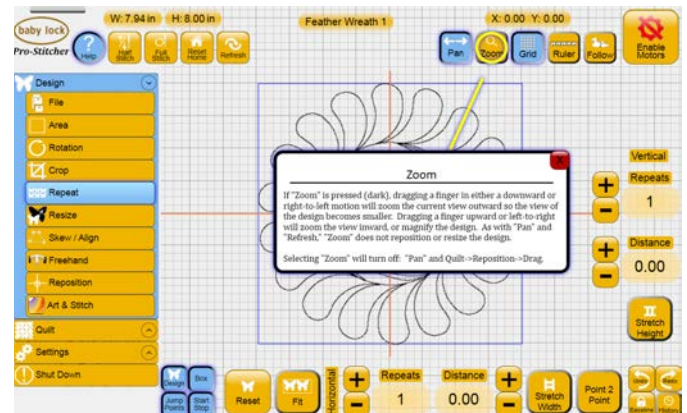 baby lock
Pro-Stitcher
Help
W: 7.94 in H: 8.00 in
Half Stitch
Full Stitch
Reset Home
Refresh
Feather Wreath 1
X: 0.00 Y: 0.00
Pan
Zoom
Grid
Ruler
Follow
Enable Motors
Design
File
Area
Rotation
Crop
Repeat
Resize
Skew / Align
Freehand
Reposition
Art & Stitch
Quilt
Settings
Shut Down
X
Zoom
If "Zoom" is pressed (dark), dragging a finger in either a downward or
right-to-left motion will zoom the current view outward so the view of
the design becomes smaller. Dragging a finger upward or left-to-right
will zoom the view inward, or magnify the design. As with "Pan" and
"Refresh," "Zoom" does not reposition or resize the design.
Selecting "Zoom" will turn off: "Pan" and Quilt->Reposition->Drag.
Vertical
Repeats
1
Distance
0.00
Stretch
Height
Design
Box
Jump
Points
Start
Stop
Reset
Fit
Horizontal
Repeats
1
Distance
0.00
Stretch
Width
Point 2
Point
Undo
Redo
Baseline
History